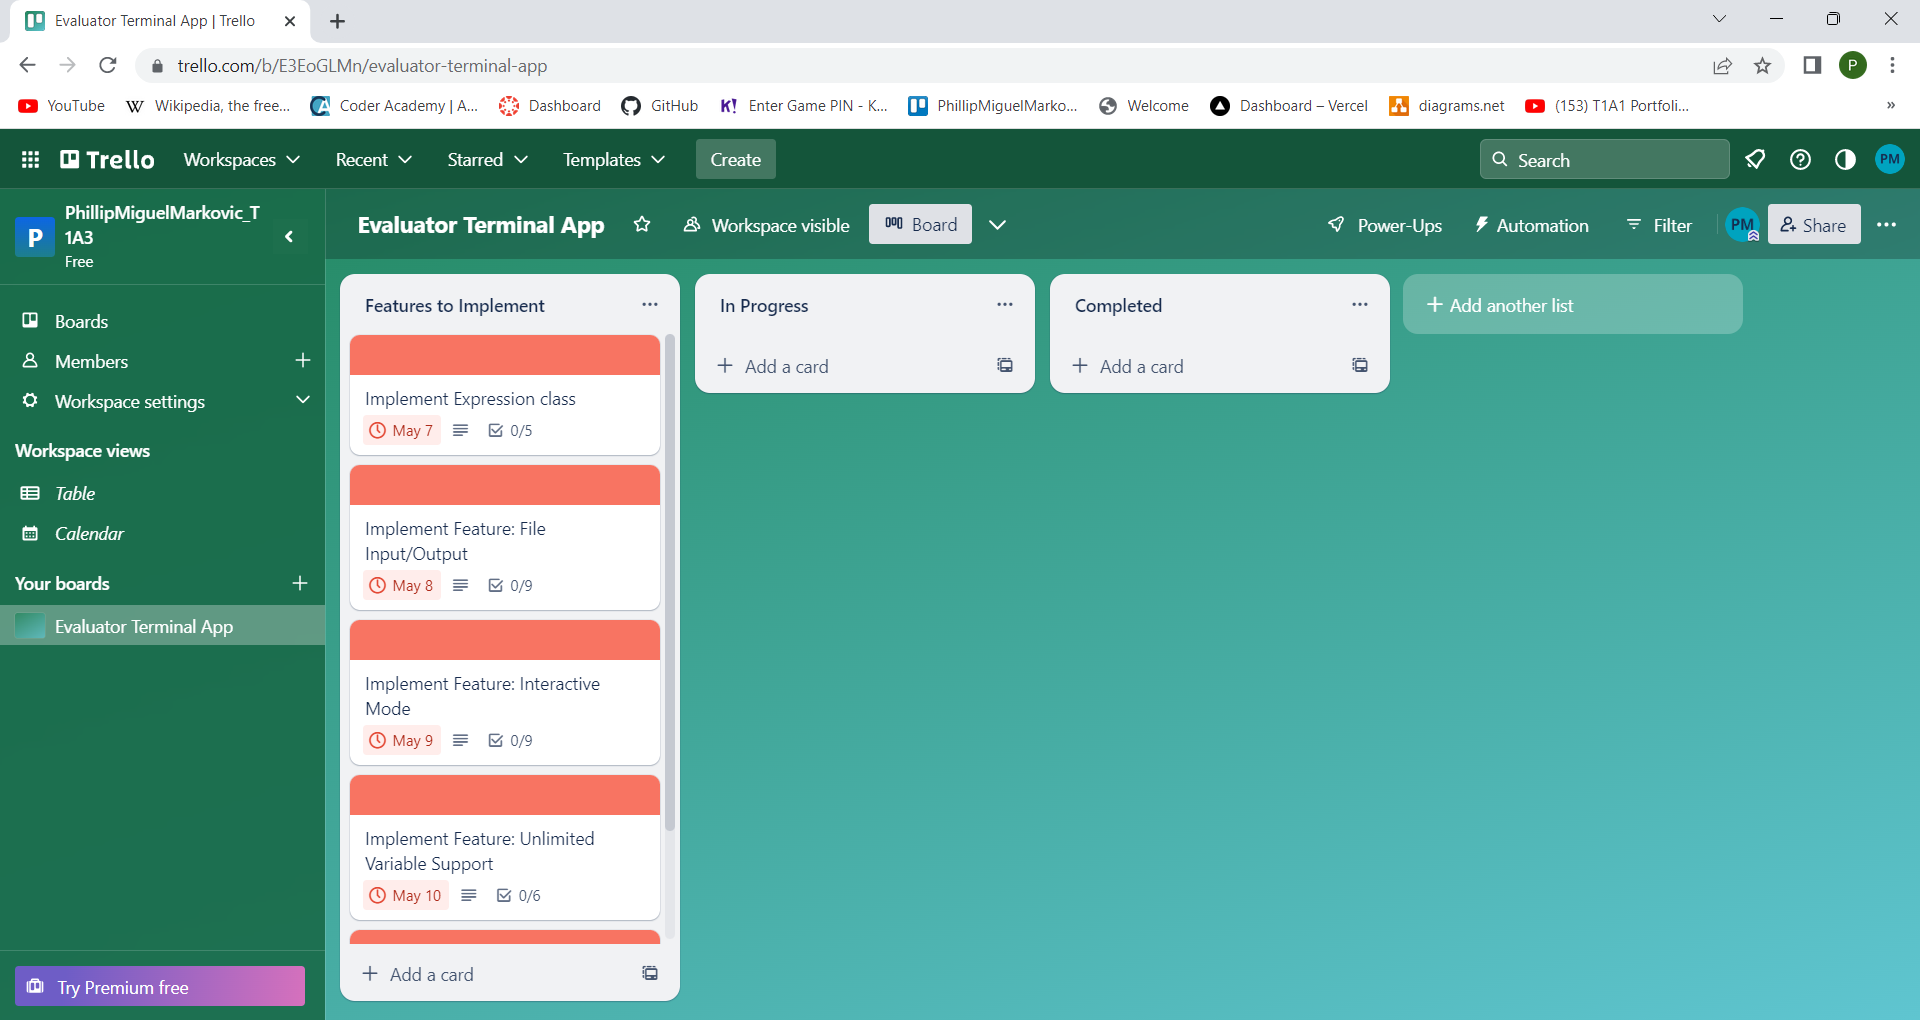 Evaluator Terminal App | Trello
trello.com/b/E3EoGLMn/evaluator-terminal-app
P
YouTube
W Wikipedia, the free...
Coder Academy | A...
Dashboard
GitHub
K! Enter Game PIN - K...
PhillipMiguelMarko...
Welcome
Dashboard – Vercel
diagrams.net
(153) T1A1 Portfoli...
»
Trello
Workspaces
Recent
Starred
Templates
Create
Search
PM
P
PhillipMiguelMarkovic_T
1A3
Free
Evaluator Terminal App
Workspace visible
Board
Power-Ups
Automation
Filter
PM
Share
Boards
Members
Workspace settings
Workspace views
Table
Calendar
Your boards
Evaluator Terminal App
Try Premium free
Features to Implement
Implement Expression class
May 7
0/5
Implement Feature: File
Input/Output
May 8
0/9
Implement Feature: Interactive
Mode
May 9
0/9
Implement Feature: Unlimited
Variable Support
May 10
0/6
+ Add a card
In Progress
+ Add a card
Completed
+ Add a card
+ Add another list